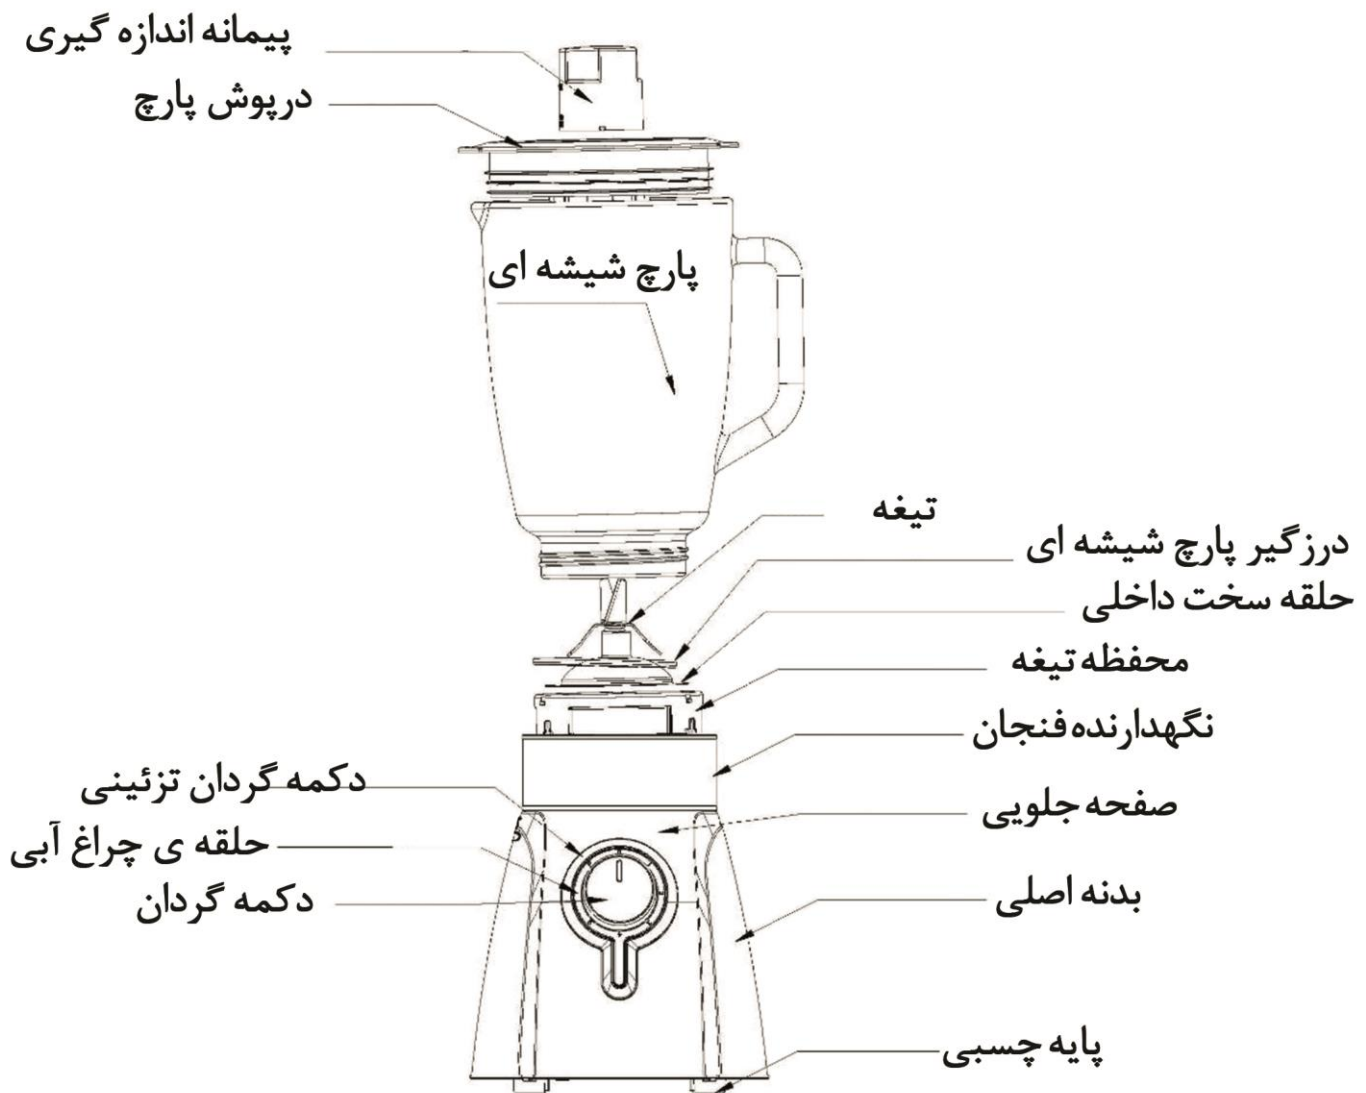 پیمانه اندازه گیری
درپوش پارچ
پارچ شیشه ای
تیغه
درزگیر پارچ شیشه ای
حلقه سخت داخلی
محفظه تیغه
نگهدارنده فنجان
دکمه گردان تزئینی
صفحه جلویی
حلقه ی چراغ آبی
دکمه گردان
بدنه اصلی
پایه چسبی